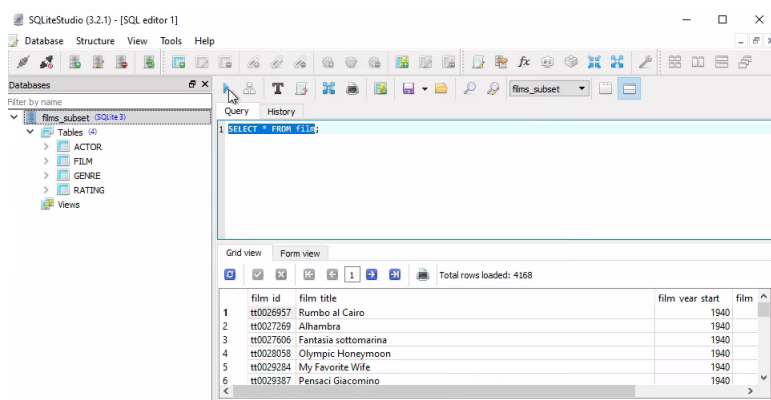 SQLiteStudio (3.2.1) - [SQL editor 1]
Database Structure View Tools Help
Databases
films_subset
Filter by name
films_subset (SQLite 3)
Tables (4)
ACTOR
FILM
GENRE
RATING
Views
Query History
1 SELECT * FROM film;
Grid view Form view
1 Total rows loaded: 4168
film id film title film year start film
1 tt0026957 Rumbo al Cairo 1940
2 tt0027269 Alhambra 1940
3 tt0027606 Fantasia sottomarina 1940
4 tt0028058 Olympic Honeymoon 1940
5 tt0029284 My Favorite Wife 1940
6 tt0029387 Pensaci Giacomino 1940